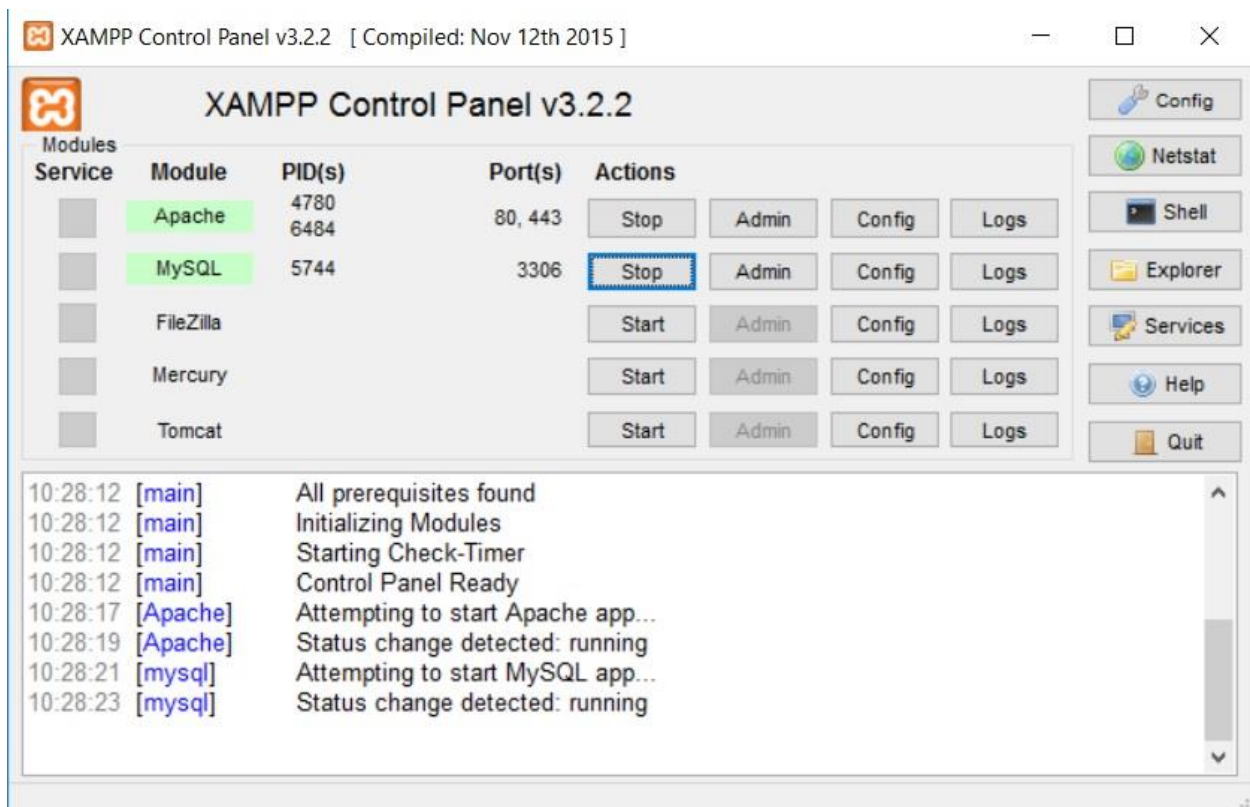 XAMPP Control Panel v3.2.2 [ Compiled: Nov 12th 2015 ]
XAMPP Control Panel v3.2.2
Config
Modules
Netstat
Service Module PID(s) Port(s) Actions
Apache 4780 6484 80, 443 Stop Admin Config Logs
Shell
MySQL 5744 3306 Stop Admin Config Logs
Explorer
FileZilla Start Admin Config Logs
Services
Mercury Start Admin Config Logs
Help
Tomcat Start Admin Config Logs
Quit
10:28:12 [main] All prerequisites found
10:28:12 [main] Initializing Modules
10:28:12 [main] Starting Check-Timer
10:28:12 [main] Control Panel Ready
10:28:17 [Apache] Attempting to start Apache app...
10:28:19 [Apache] Status change detected: running
10:28:21 [mysql] Attempting to start MySQL app...
10:28:23 [mysql] Status change detected: running